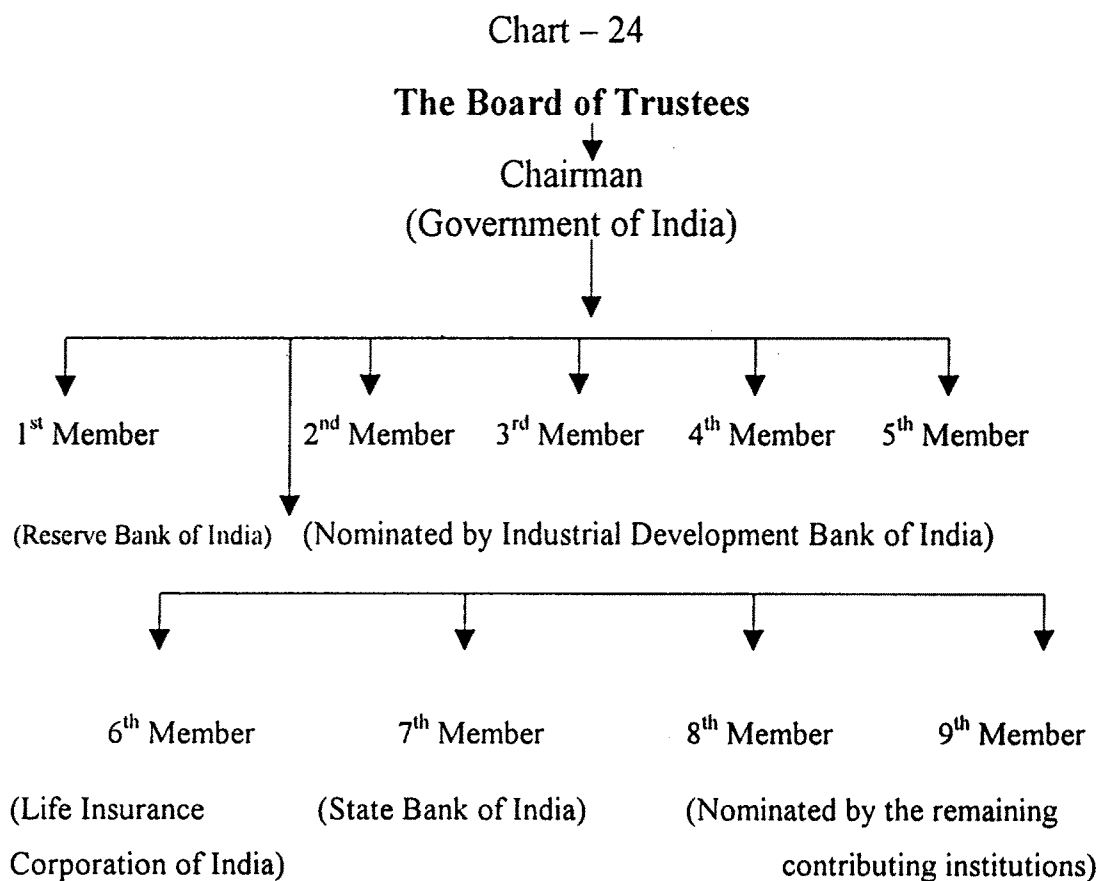 Chart – 24
The Board of Trustees
Chairman
(Government of India)
1st Member 2nd Member 3rd Member 4th Member 5th Member
(Reserve Bank of India) (Nominated by Industrial Development Bank of India)
6th Member 7th Member 8th Member 9th Member
(Life Insurance (State Bank of India) (Nominated by the remaining
Corporation of India) contributing institutions)